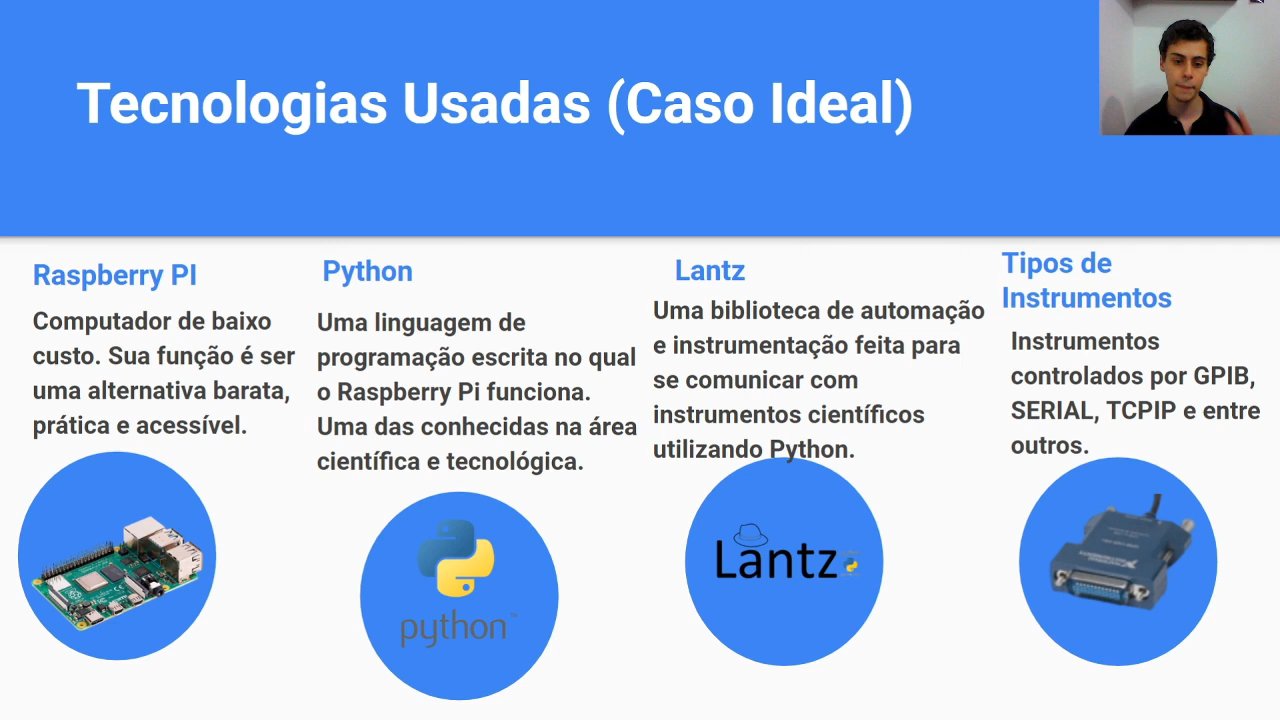 Tecnologias Usadas (Caso Ideal)
Raspberry PI
Computador de baixo
custo. Sua função é ser
uma alternativa barata,
prática e acessível.
Python
Uma linguagem de
programação escrita no qual
o Raspberry Pi funciona.
Uma das conhecidas na área
científica e tecnológica.
Lantz
Uma biblioteca de automação
e instrumentação feita para
se comunicar com
instrumentos científicos
utilizando Python.
Tipos de
Instrumentos
Instrumentos
controlados por GPIB,
SERIAL, TCPIP e entre
outros.
python
Lantz